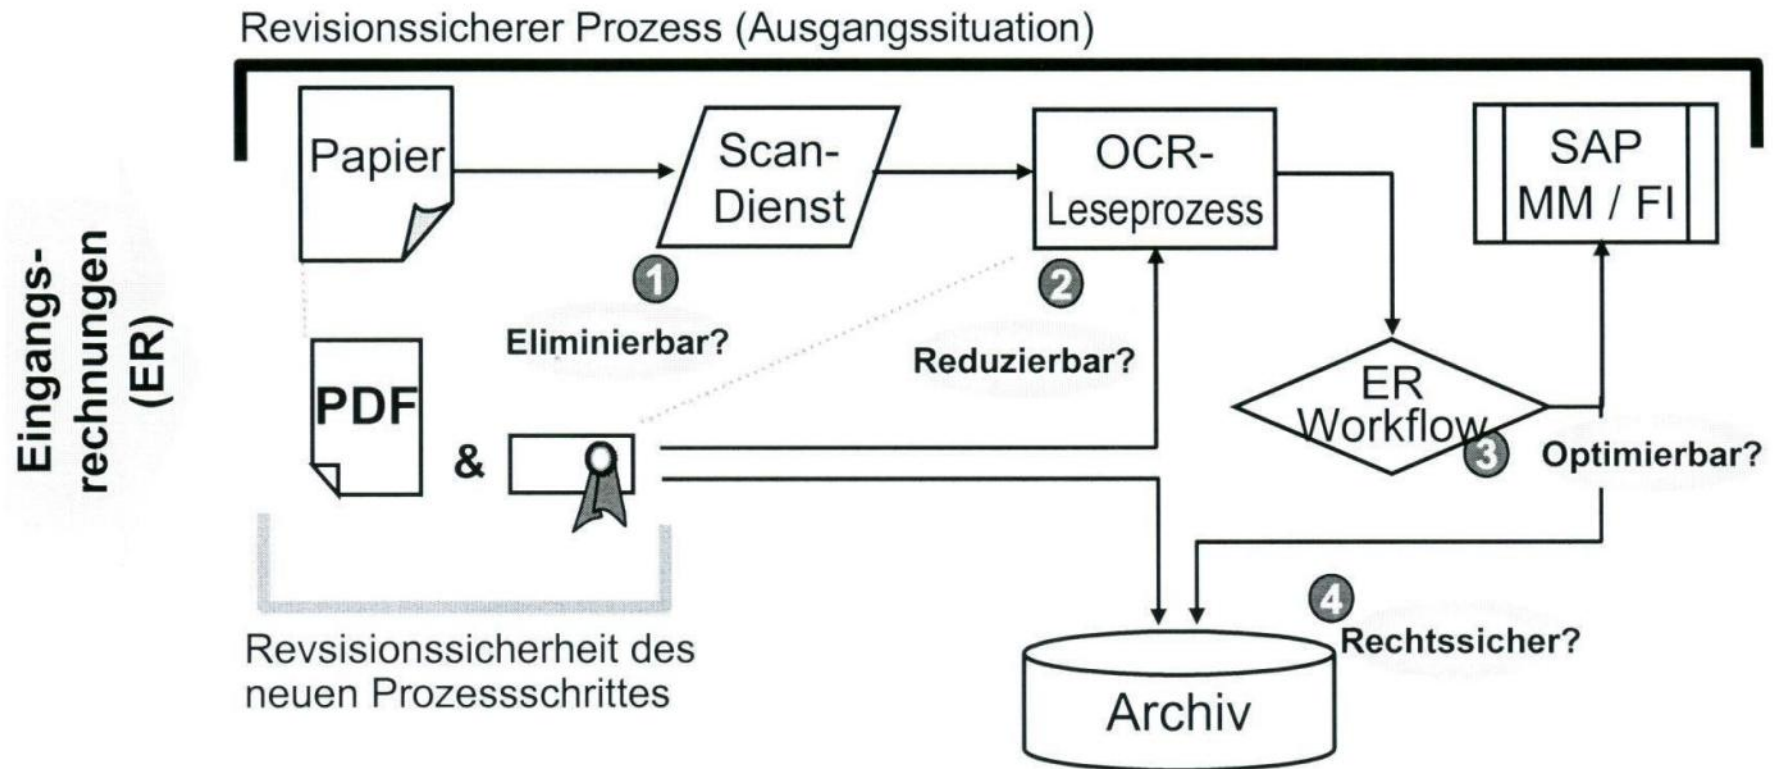 Revisionssicherer Prozess (Ausgangssituation)
Eingangs-
rechnungen
(ER)
Papier
Scan-
Dienst
OCR-
Leseprozess
SAP
MM / FI
1
Eliminierbar?
2
Reduzierbar?
PDF
&
ER
Workflow
3
Optimierbar?
Revsisionssicherheit des
neuen Prozessschrittes
4
Rechtssicher?
Archiv